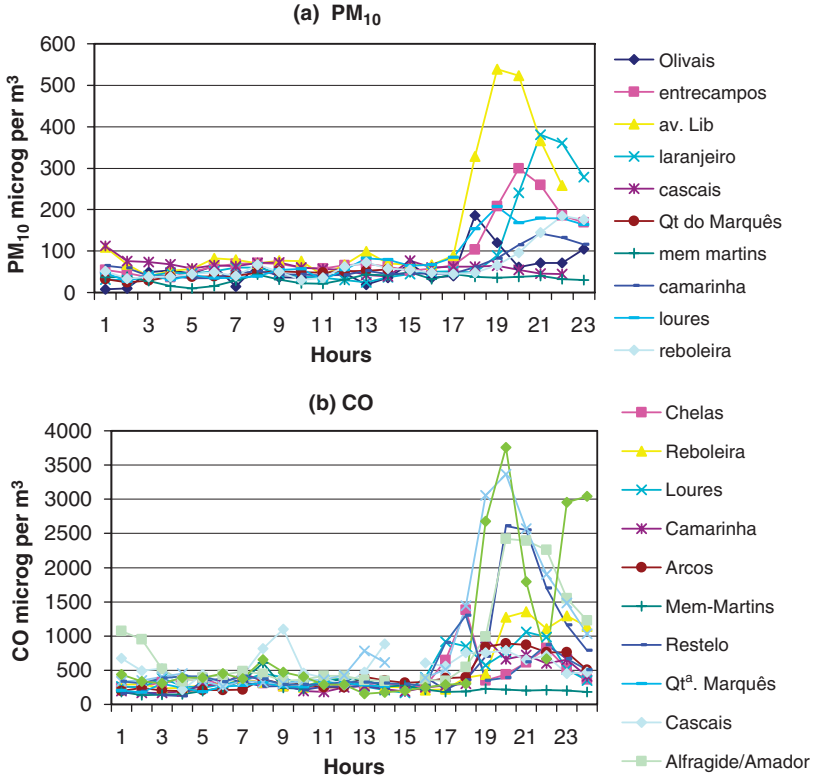 (a) PM₁₀
PM₁₀ microg per m³
600
500
400
300
200
100
0
1 3 5 7 9 11 13 15 17 19 21 23
Hours
Olivais
entrecampos
av. Lib
laranjeiro
cascais
Qt do Marquês
mem martins
camarinha
loures
reboleira
(b) CO
CO microg per m³
4000
3500
3000
2500
2000
1500
1000
500
0
1 3 5 7 9 11 13 15 17 19 21 23
Hours
Chelas
Reboleira
Loures
Camarinha
Arcos
Mem-Martins
Restelo
Qtª. Marquês
Cascais
Alfragide/Amador